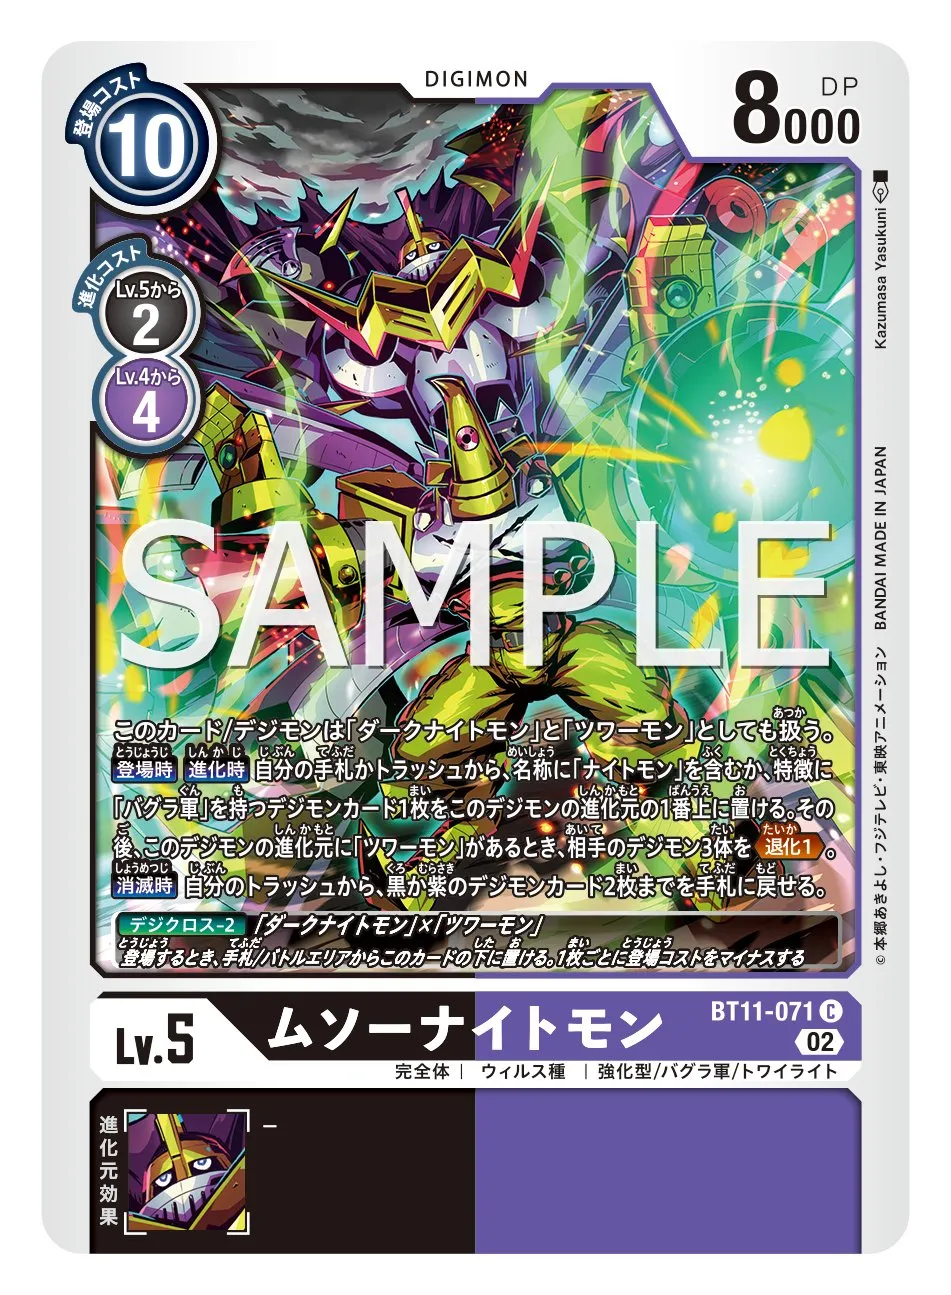 DIGIMON
登場コスト
10
8000
DP
進化コスト
Lv.5から
2
Lv.4から
4
Kazumasa Yasukuni
SAMPLE
このカード/デジモンは「ダークナイトモン」と「ツワーモン」としても扱う。
登場時 進化時 自分の手札かトラッシュから、名称に「ナイトモン」を含むか、特徴に
「バグラ軍」を持つデジモンカード1枚をこのデジモンの進化元の1番上に置ける。その
後、このデジモンの進化元に「ツワーモン」があるとき、相手のデジモン3体を 退化1 。
消滅時 自分のトラッシュから、黒か紫のデジモンカード2枚までを手札に戻せる。
デジクロス-2 「ダークナイトモン」×「ツワーモン」
登場するとき、手札/バトルエリアからこのカードの下に置ける。1枚ごとに登場コストをマイナスする
©本郷あきよし・フジテレビ・東映アニメーション BANDAI MADE IN JAPAN
Lv.5
ムソーナイトモン
BT11-071 C
02
完全体 | ウィルス種 | 強化型/バグラ軍/トワイライト
進化元効果
–